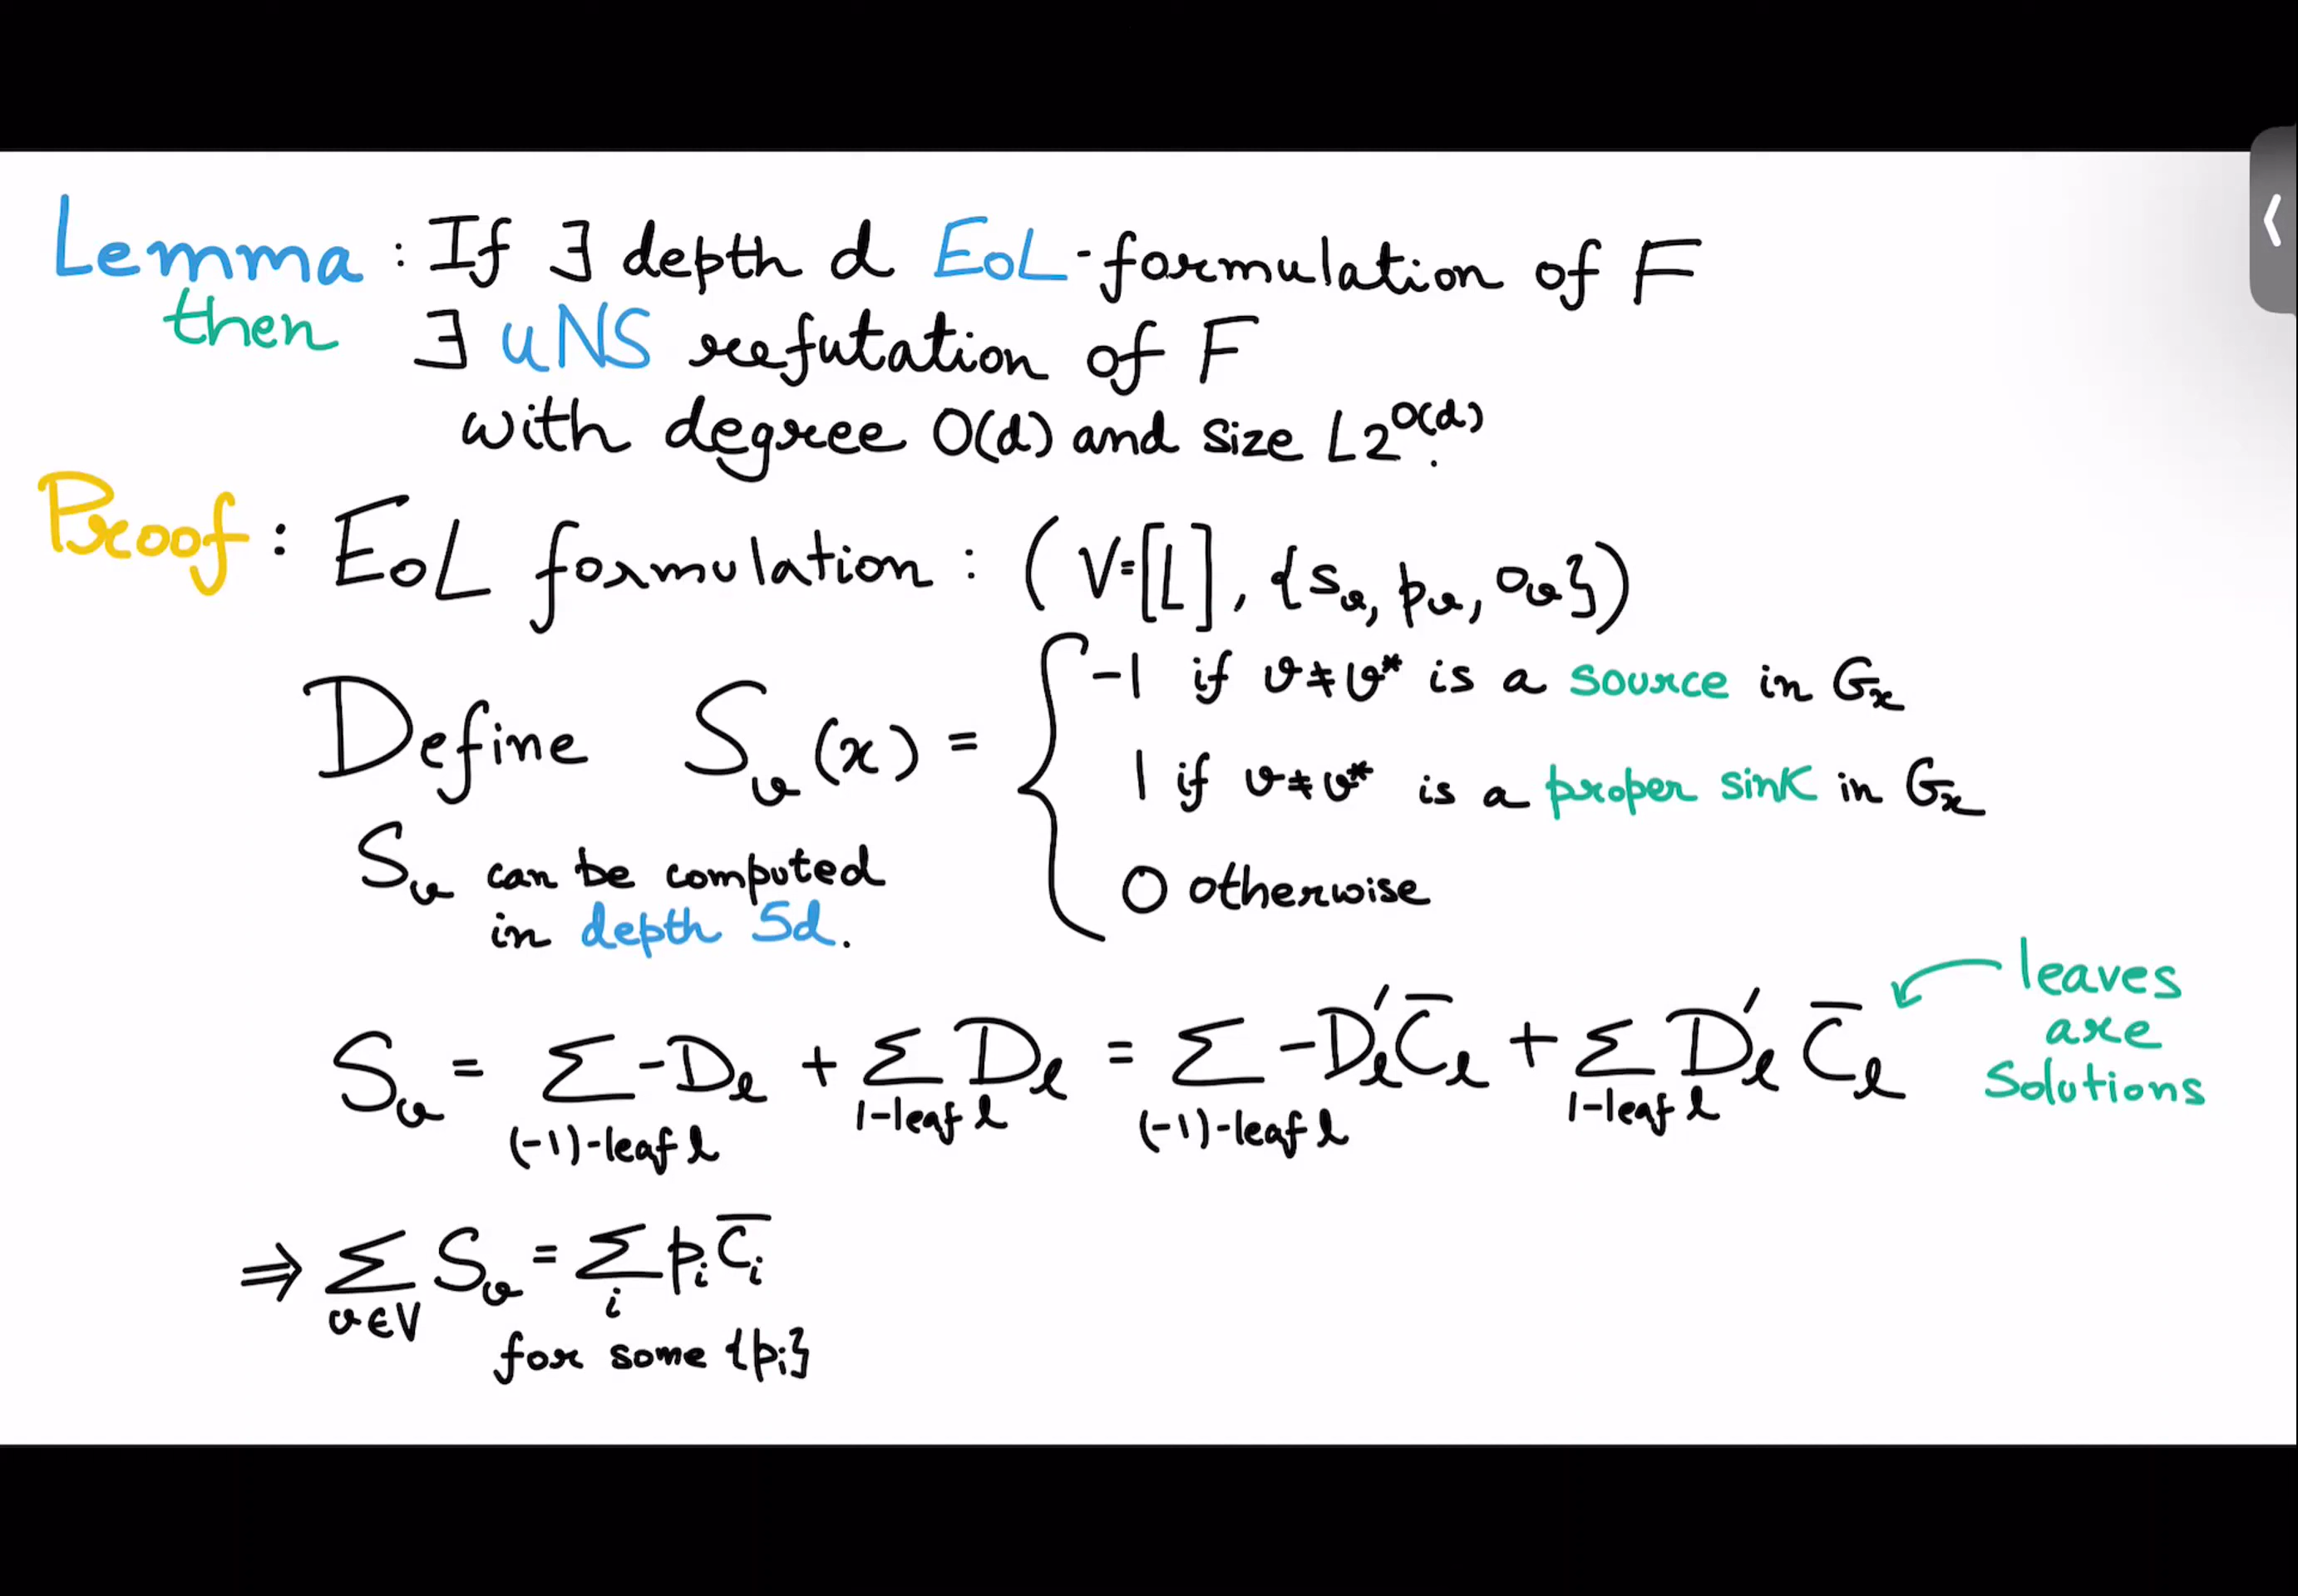 Lemma : If ∃ depth d EoL-formulation of F
then ∃ uNS refutation of F
with degree O(d) and size L2^{O(d)}.
Proof : EoL formulation : (V=[L], {s_v, p_v, o_v})
Define S_v(x) = { -1 if v≠v* is a source in G_x
1 if v≠v* is a proper sink in G_x
0 otherwise
S_v can be computed
in depth 5d.
S_v = Σ_{(-1)-leaf l} -D_l + Σ_{1-leaf l} D_l = Σ_{(-1)-leaf l} -D'_l C̅_l + Σ_{1-leaf l} D'_l C̅_l
leaves
are
solutions
⇒ Σ_{v∈V} S_v = Σ_i p_i C̅_i
for some {p_i}